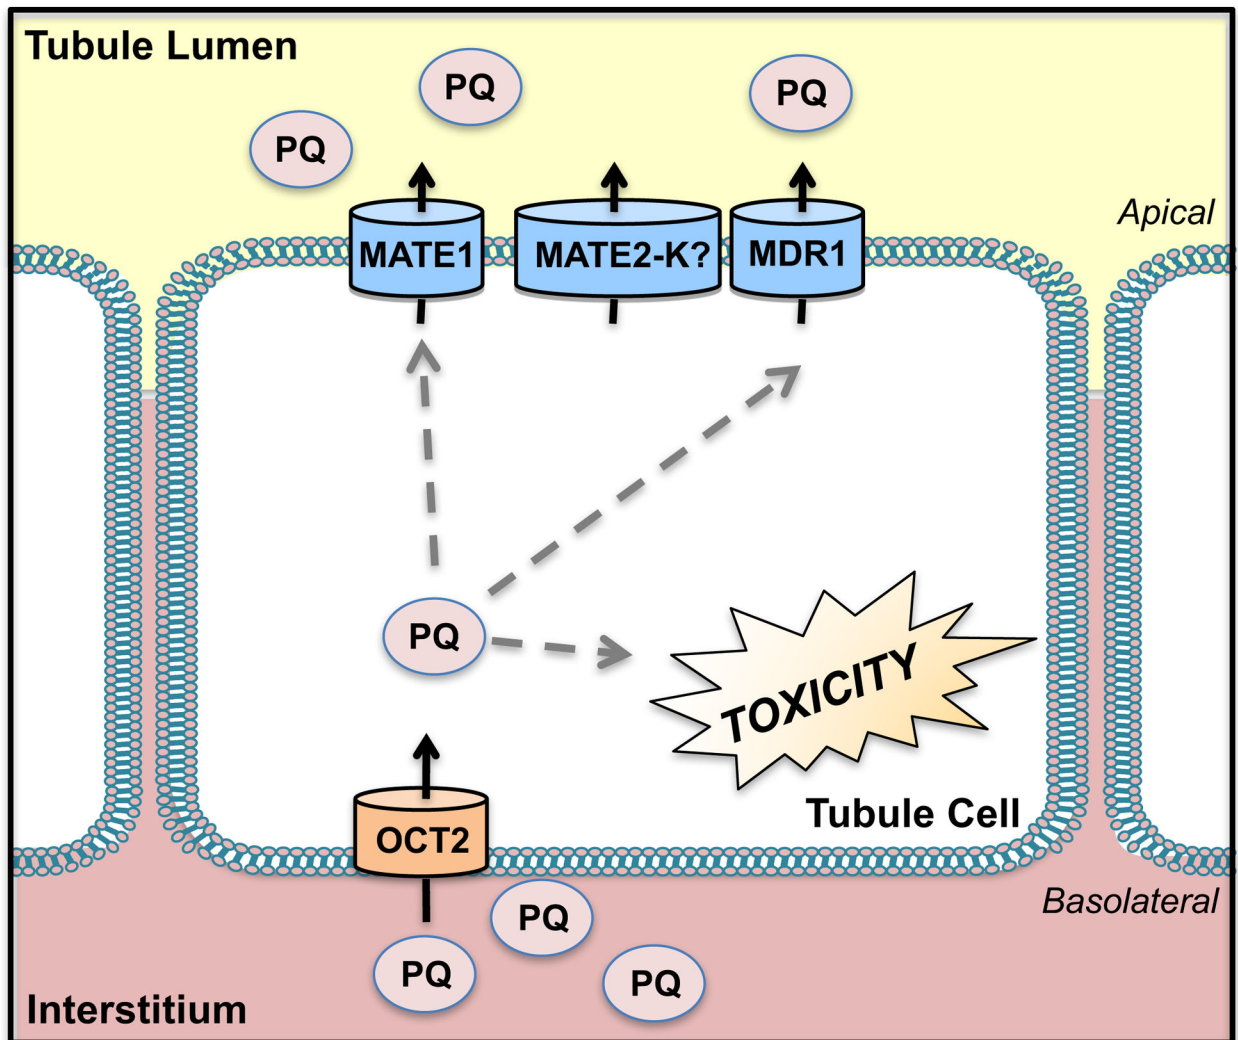 Tubule Lumen
PQ
PQ
PQ
Apical
MATE1
MATE2-K?
MDR1
PQ
TOXICITY
Tubule Cell
OCT2
Basolateral
PQ
PQ
PQ
Interstitium